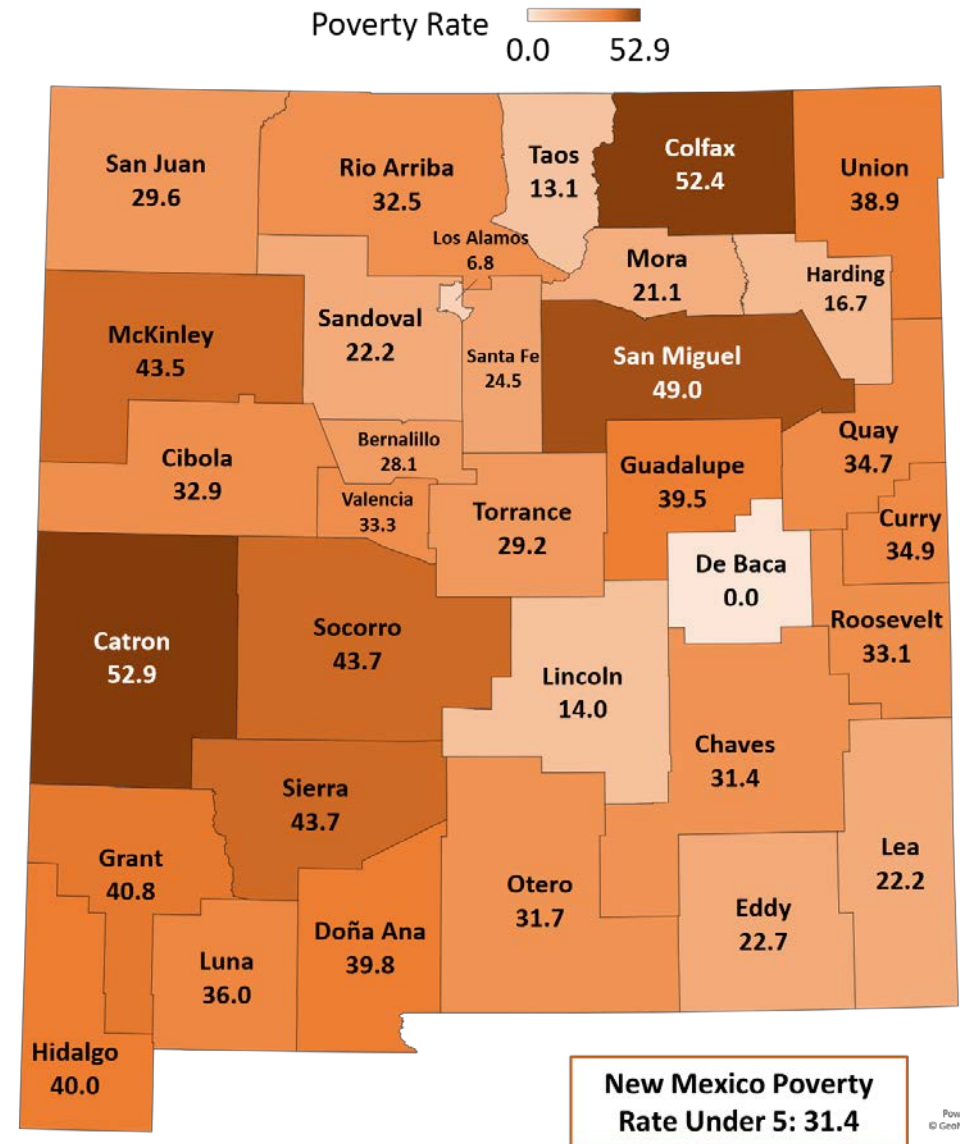 Poverty Rate
0.0 52.9
San Juan
29.6
Rio Arriba
32.5
Taos
13.1
Colfax
52.4
Union
38.9
Los Alamos
6.8
Mora
21.1
Harding
16.7
McKinley
43.5
Sandoval
22.2
Santa Fe
24.5
San Miguel
49.0
Quay
34.7
Cibola
32.9
Bernalillo
28.1
Valencia
33.3
Torrance
29.2
Guadalupe
39.5
Curry
34.9
De Baca
0.0
Roosevelt
33.1
Catron
52.9
Socorro
43.7
Lincoln
14.0
Chaves
31.4
Sierra
43.7
Grant
40.8
Luna
36.0
Doña Ana
39.8
Otero
31.7
Eddy
22.7
Lea
22.2
Hidalgo
40.0
New Mexico Poverty
Rate Under 5: 31.4